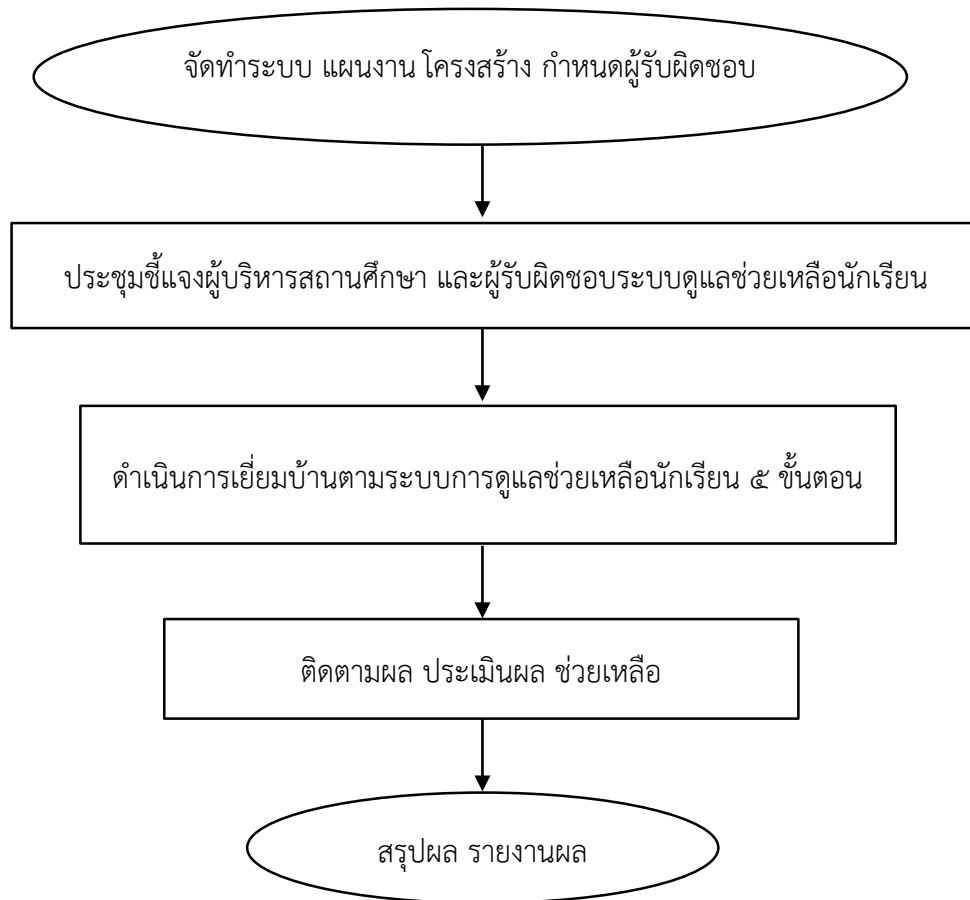 จัดทำระบบ แผนงาน โครงสร้าง กำหนดผู้รับผิดชอบ
ประชุมชี้แจงผู้บริหารสถานศึกษา และผู้รับผิดชอบระบบดูแลช่วยเหลือนักเรียน
ดำเนินการเยี่ยมบ้านตามระบบการดูแลช่วยเหลือนักเรียน ๕ ขั้นตอน
ติดตามผล ประเมินผล ช่วยเหลือ
สรุปผล รายงานผล